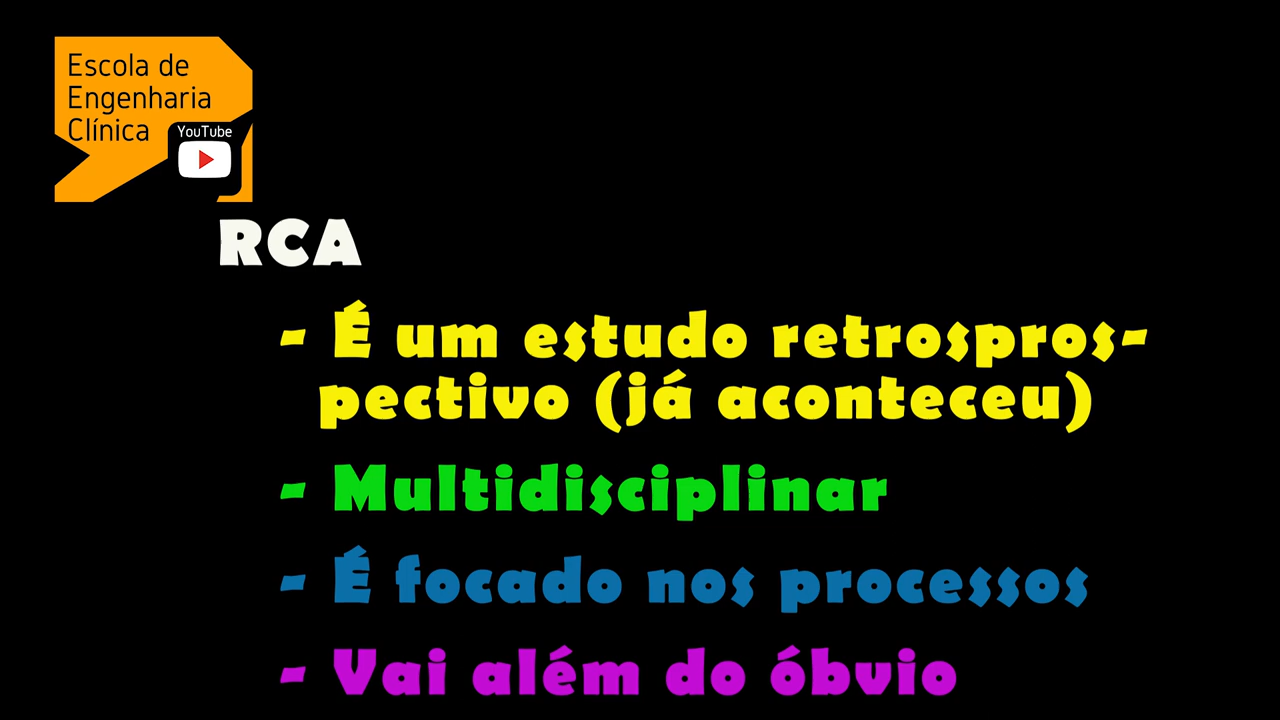 Escola de
Engenharia
Clínica
YouTube
RCA
- É um estudo retrospros-
pectivo (já aconteceu)
- Multidisciplinar
- É focado nos processos
- Vai além do óbvio